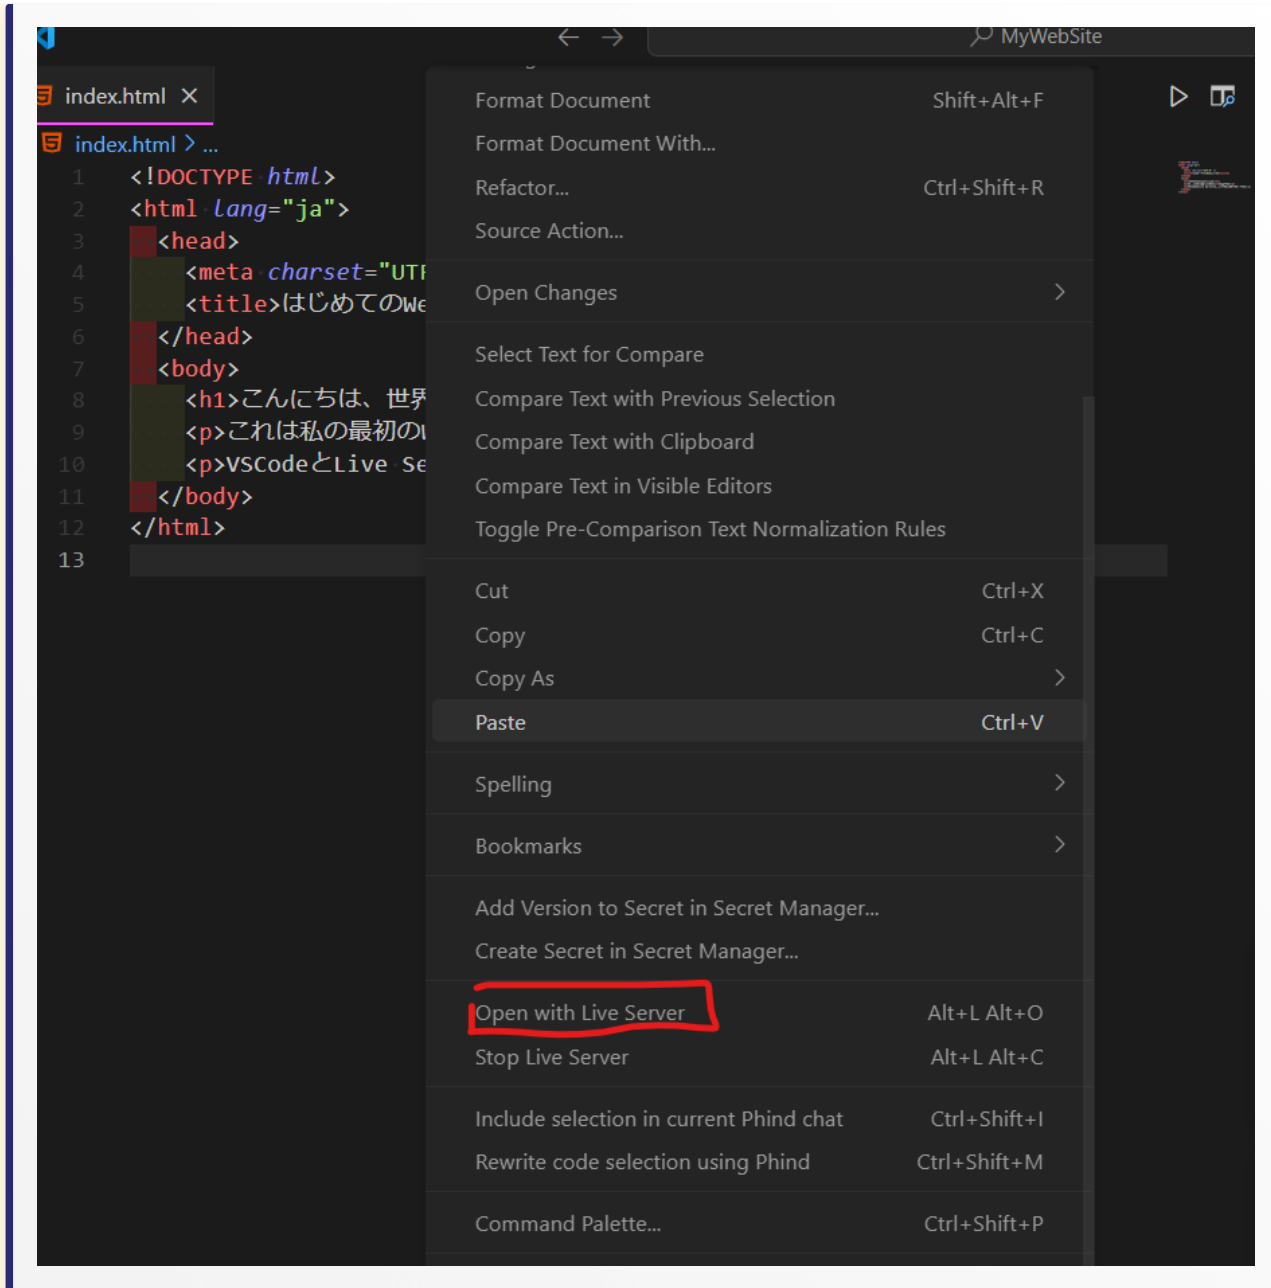 MyWebSite
index.html
index.html > ...
1 <!DOCTYPE html>
2 <html lang="ja">
3 <head>
4 <meta charset="UTF
5 <title>はじめてのWe
6 </head>
7 <body>
8 <h1>こんにちは、世界
9 <p>これは私の最初の
10 <p>VSCodeとLive Se
11 </body>
12 </html>
13
Format Document Shift+Alt+F
Format Document With...
Refactor... Ctrl+Shift+R
Source Action...
Open Changes
Select Text for Compare
Compare Text with Previous Selection
Compare Text with Clipboard
Compare Text in Visible Editors
Toggle Pre-Comparison Text Normalization Rules
Cut Ctrl+X
Copy Ctrl+C
Copy As
Paste Ctrl+V
Spelling
Bookmarks
Add Version to Secret in Secret Manager...
Create Secret in Secret Manager...
Open with Live Server Alt+L Alt+O
Stop Live Server Alt+L Alt+C
Include selection in current Phind chat Ctrl+Shift+I
Rewrite code selection using Phind Ctrl+Shift+M
Command Palette... Ctrl+Shift+P